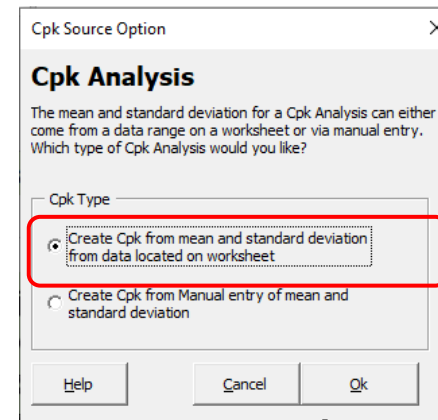 Cpk Source Option
Cpk Analysis
The mean and standard deviation for a Cpk Analysis can either
come from a data range on a worksheet or via manual entry.
Which type of Cpk Analysis would you like?
Cpk Type
Create Cpk from mean and standard deviation
from data located on worksheet
Create Cpk from Manual entry of mean and
standard deviation
Help
Cancel
Ok